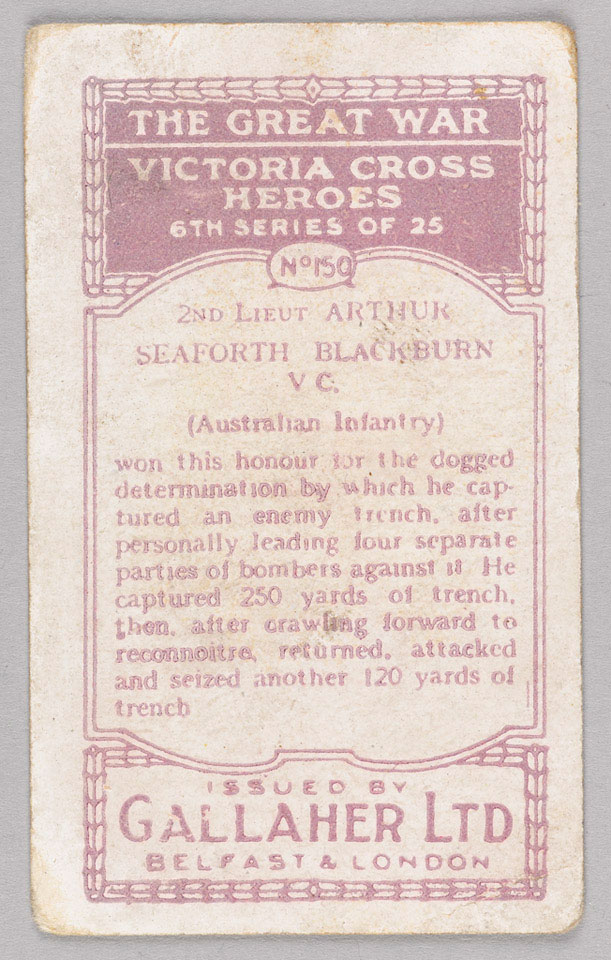 THE GREAT WAR
VICTORIA CROSS
HEROES
6TH SERIES OF 25
No 150
2ND LIEUT ARTHUR
SEAFORTH BLACKBURN
V C.
(Australian Infantry)
won this honour for the dogged
determination by which he cap-
tured an enemy trench, after
personally leading four separate
parties of bombers against it He
captured 250 yards of trench,
then, after crawling forward to
reconnoitre, returned, attacked
and seized another 120 yards of
trench
ISSUED BY
GALLAHER LTD
BELFAST & LONDON